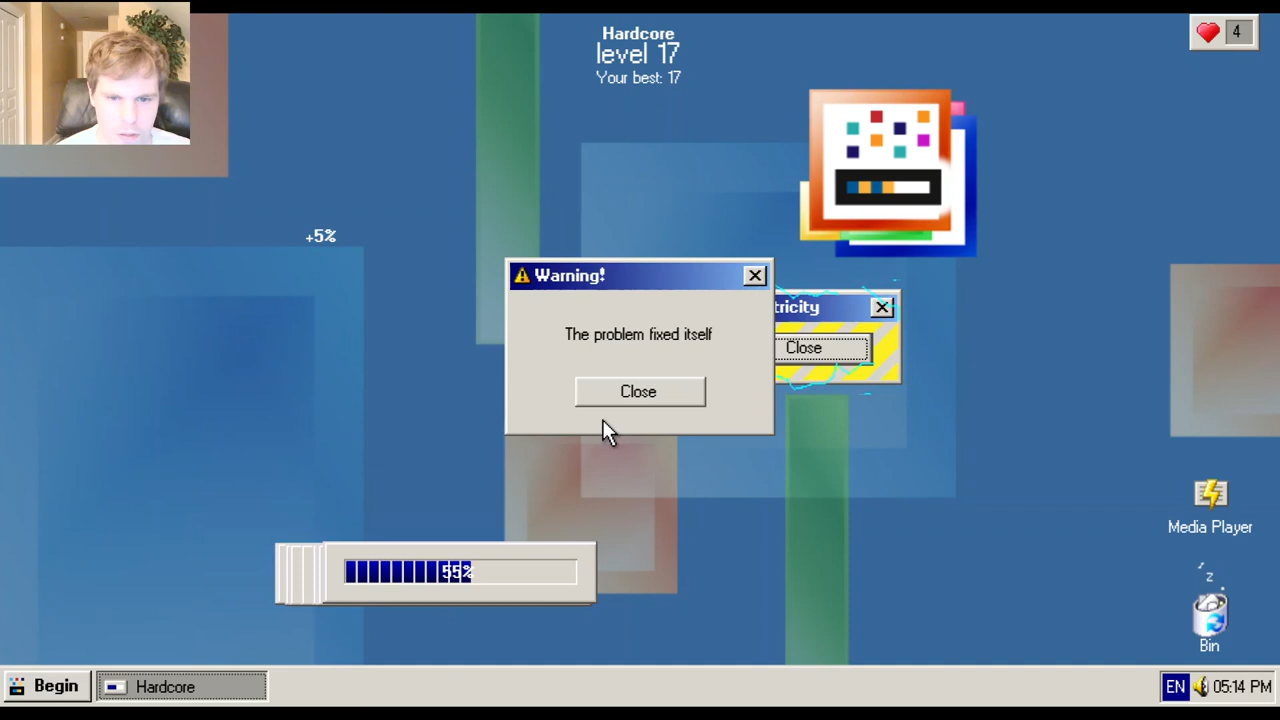 Hardcore
level 17
Your best: 17
4
+5%
Warning!
The problem fixed itself
Close
tricity
Close
55%
Media Player
z
Bin
Begin
Hardcore
EN
05:14 PM